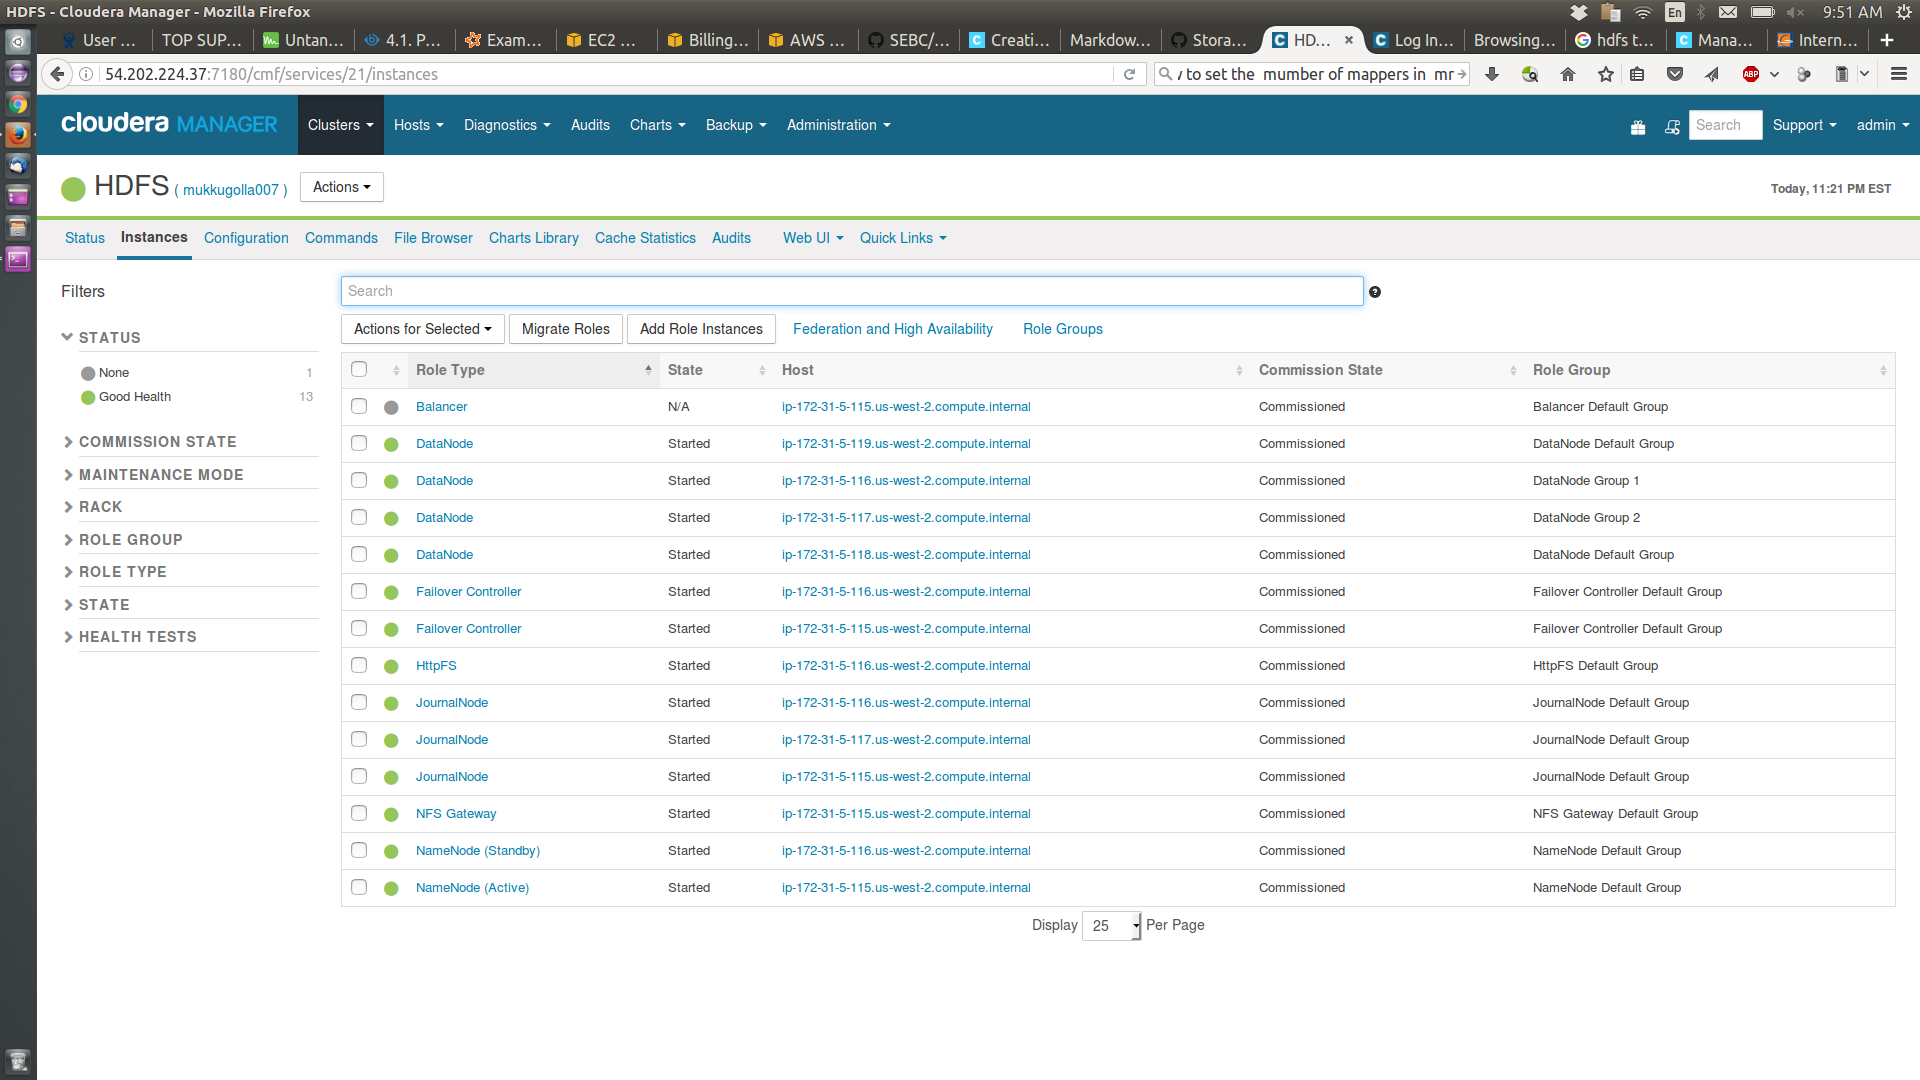 HDFS - Cloudera Manager - Mozilla Firefox
En 9:51 AM
User ... TOP SUP... Untan... 4.1. P... Exam... EC2 ... Billing... AWS ... SEBC/... Creati... Markdow... Stora... HD... × Log In... Browsing... hdfs t... Mana... Intern...
54.202.224.37:7180/cmf/services/21/instances
to set the mumber of mappers in mr
ABP
cloudera MANAGER
Clusters Hosts Diagnostics Audits Charts Backup Administration
Search Support admin
HDFS ( mukkugolla007 ) Actions
Today, 11:21 PM EST
Status Instances Configuration Commands File Browser Charts Library Cache Statistics Audits Web UI Quick Links
Filters
STATUS
None 1
Good Health 13
COMMISSION STATE
MAINTENANCE MODE
RACK
ROLE GROUP
ROLE TYPE
STATE
HEALTH TESTS
Search
Actions for Selected Migrate Roles Add Role Instances Federation and High Availability Role Groups
Role Type State Host Commission State Role Group
Balancer N/A ip-172-31-5-115.us-west-2.compute.internal Commissioned Balancer Default Group
DataNode Started ip-172-31-5-119.us-west-2.compute.internal Commissioned DataNode Default Group
DataNode Started ip-172-31-5-116.us-west-2.compute.internal Commissioned DataNode Group 1
DataNode Started ip-172-31-5-117.us-west-2.compute.internal Commissioned DataNode Group 2
DataNode Started ip-172-31-5-118.us-west-2.compute.internal Commissioned DataNode Default Group
Failover Controller Started ip-172-31-5-116.us-west-2.compute.internal Commissioned Failover Controller Default Group
Failover Controller Started ip-172-31-5-115.us-west-2.compute.internal Commissioned Failover Controller Default Group
HttpFS Started ip-172-31-5-116.us-west-2.compute.internal Commissioned HttpFS Default Group
JournalNode Started ip-172-31-5-116.us-west-2.compute.internal Commissioned JournalNode Default Group
JournalNode Started ip-172-31-5-117.us-west-2.compute.internal Commissioned JournalNode Default Group
JournalNode Started ip-172-31-5-115.us-west-2.compute.internal Commissioned JournalNode Default Group
NFS Gateway Started ip-172-31-5-115.us-west-2.compute.internal Commissioned NFS Gateway Default Group
NameNode (Standby) Started ip-172-31-5-116.us-west-2.compute.internal Commissioned NameNode Default Group
NameNode (Active) Started ip-172-31-5-115.us-west-2.compute.internal Commissioned NameNode Default Group
Display 25 Per Page